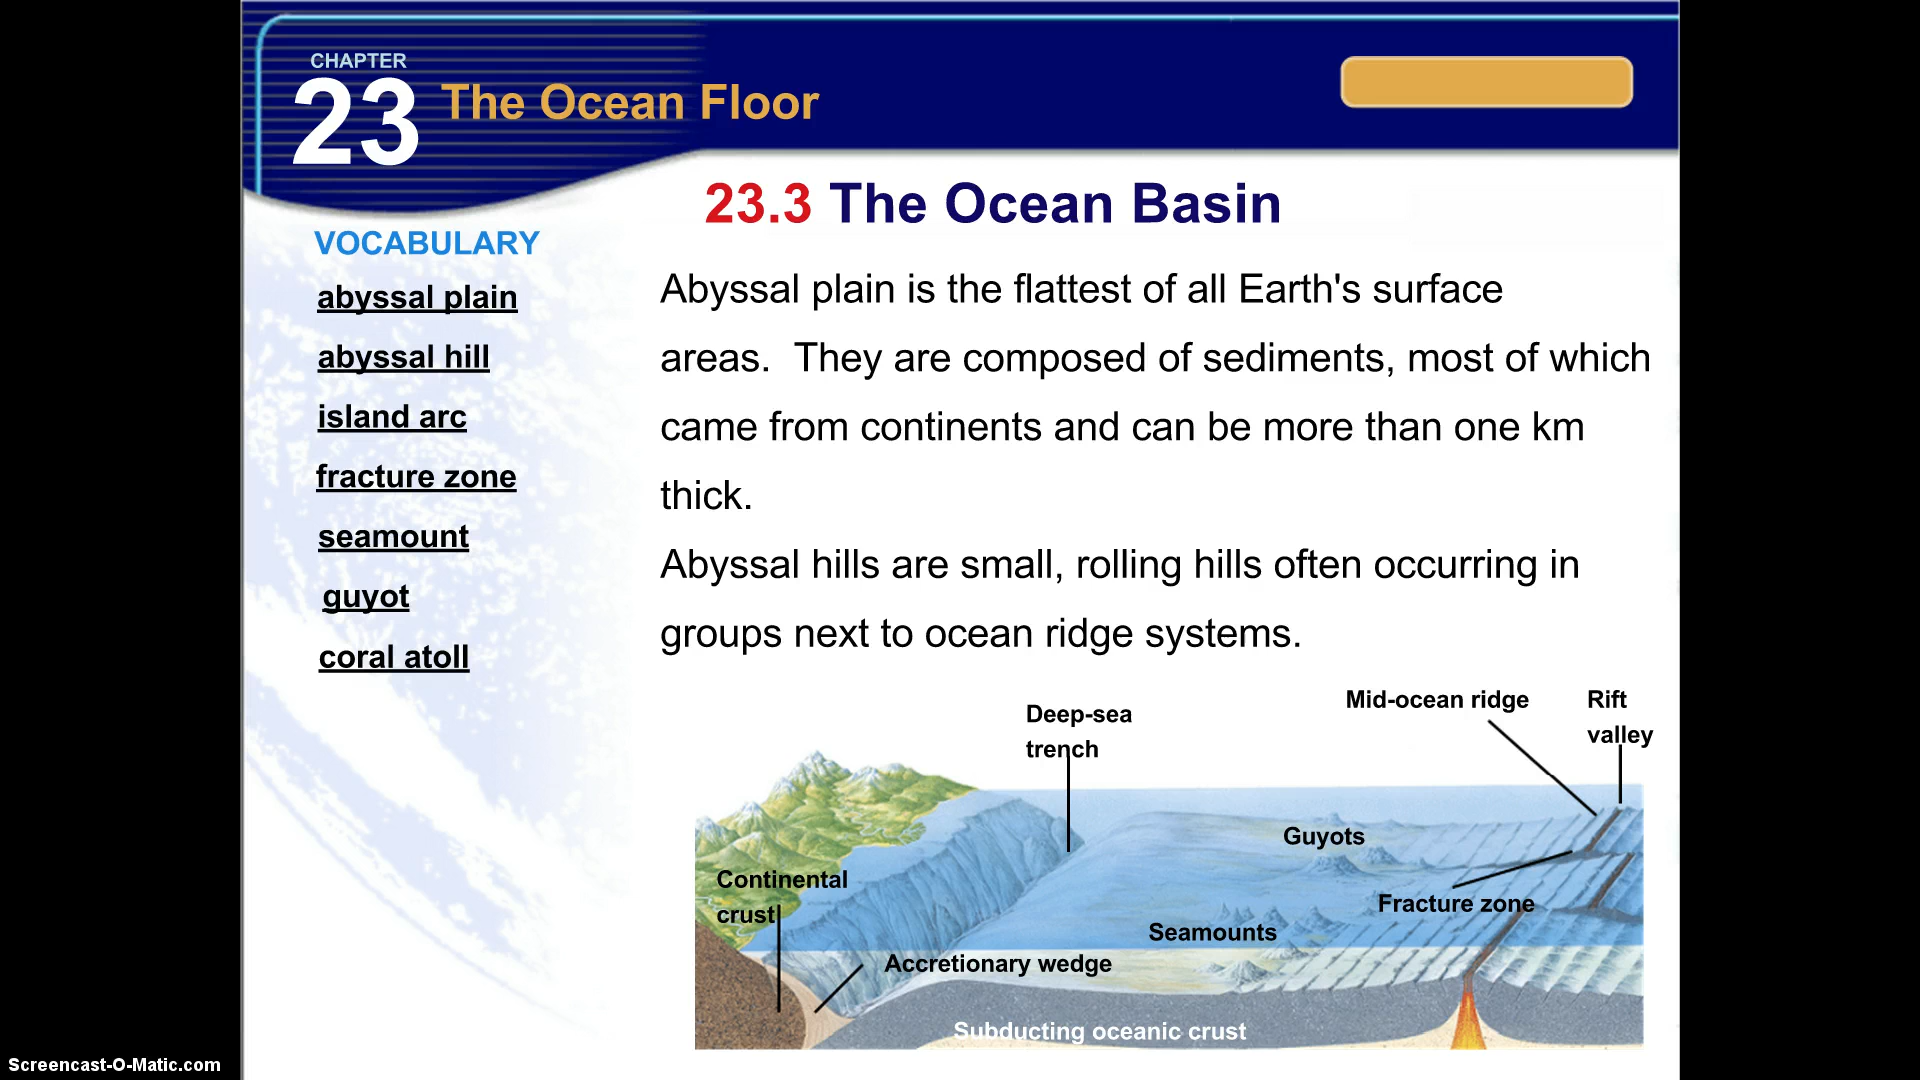 CHAPTER
23
The Ocean Floor
23.3 The Ocean Basin
VOCABULARY
abyssal plain
abyssal hill
island arc
fracture zone
seamount
guyot
coral atoll
Abyssal plain is the flattest of all Earth's surface
areas. They are composed of sediments, most of which
came from continents and can be more than one km
thick.
Abyssal hills are small, rolling hills often occurring in
groups next to ocean ridge systems.
Deep-sea
trench
Mid-ocean ridge
Rift
valley
Guyots
Continental
crust
Fracture zone
Seamounts
Accretionary wedge
Subducting oceanic crust
Screencast-O-Matic.com